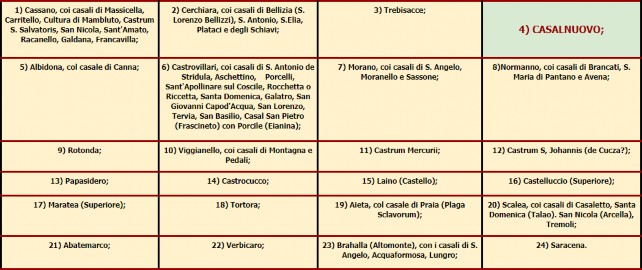 1) Cassano, coi casali di Massicella,
Carritello, Cultura di Mambluto, Castrum
S. Salvatoris, San Nicola, Sant'Amato,
Racanello, Galdana, Francavilla;
2) Cerchiara, coi casali di Bellizia (S.
Lorenzo Bellizzi), S. Antonio, S.Elia,
Plataci e degli Schiavi;
3) Trebisacce;
4) CASALNUOVO;
5) Albidona, col casale di Canna;
6) Castrovillari, coi casali di S. Antonio de
Stridula, Aschettino, Porcelli,
Sant'Apollinare sul Coscile, Rocchetta o
Riccetta, Santa Domenica, Galatro, San
Giovanni Capod'Acqua, San Lorenzo,
Tervia, San Basilio, Casal San Pietro
(Frascineto) con Porcile (Eianina);
7) Morano, coi casali di S. Angelo,
Moranello e Sassone;
8)Normanno, coi casali di Brancati, S.
Maria di Pantano e Avena;
9) Rotonda;
10) Viggianello, coi casali di Montagna e
Pedali;
11) Castrum Mercurii;
12) Castrum S, Johannis (de Cucza?);
13) Papasidero;
14) Castrocucco;
15) Laino (Castello);
16) Castelluccio (Superiore);
17) Maratea (Superiore);
18) Tortora;
19) Aieta, col casale di Praia (Plaga
Sclavorum);
20) Scalea, coi casali di Casaletto, Santa
Domenica (Talao). San Nicola (Arcella),
Tremoli;
21) Abatemarco;
22) Verbicaro;
23) Brahalla (Altomonte), con i casali di S.
Angelo, Acquaformosa, Lungro;
24) Saracena.